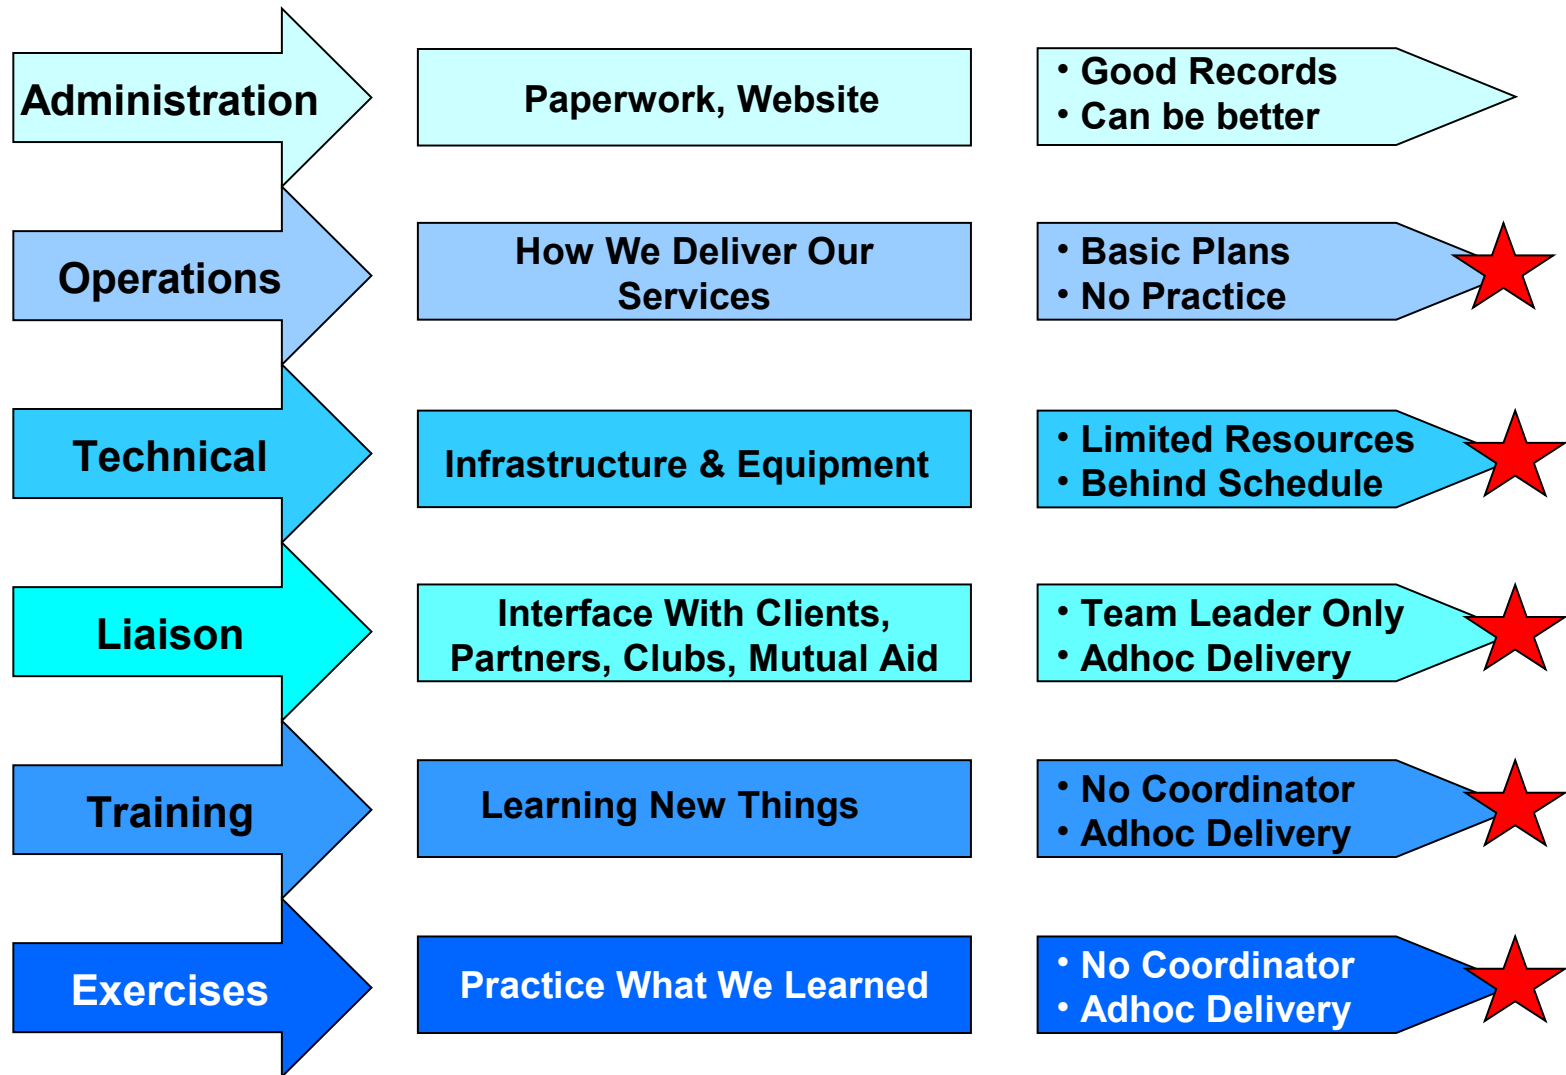 Administration
Paperwork, Website
• Good Records
• Can be better
Operations
How We Deliver Our
Services
• Basic Plans
• No Practice
Technical
Infrastructure & Equipment
• Limited Resources
• Behind Schedule
Liaison
Interface With Clients,
Partners, Clubs, Mutual Aid
• Team Leader Only
• Adhoc Delivery
Training
Learning New Things
• No Coordinator
• Adhoc Delivery
Exercises
Practice What We Learned
• No Coordinator
• Adhoc Delivery